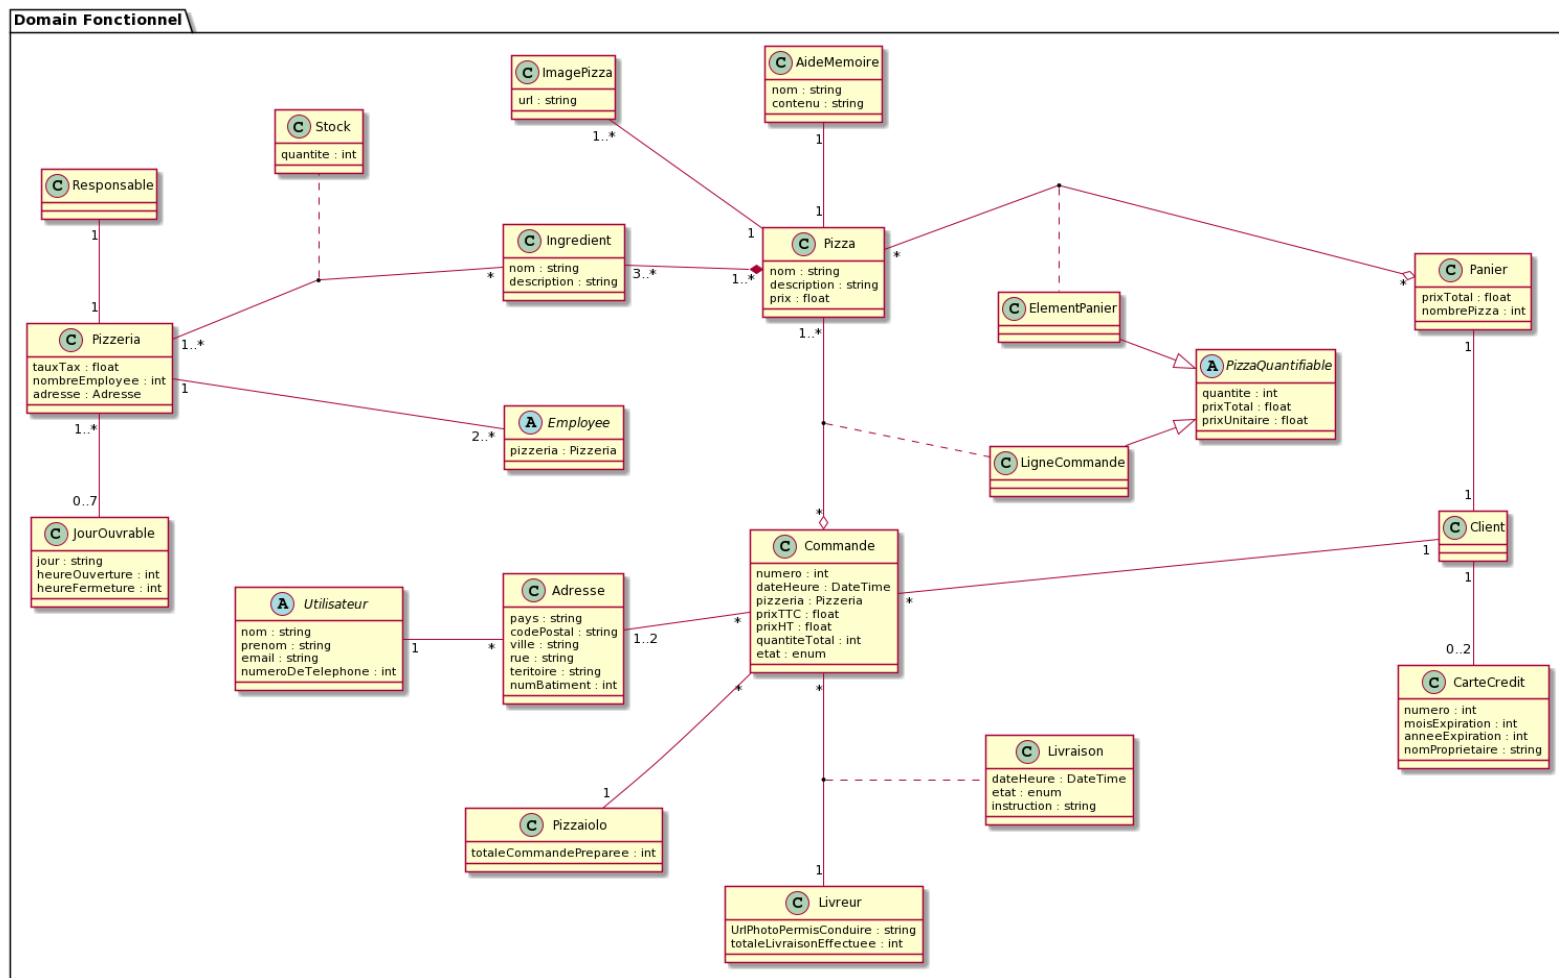 Domain Fonctionnel
C AideMemoire
nom : string
contenu : string
C ImagePizza
url : string
C Stock
quantite : int
1..*
1
C Responsable
1
1
C Ingredient
nom : string
description : string
*
3..*
1
C Pizza
nom : string
description : string
prix : float
1..*
1..*
*
C Panier
prixTotal : float
nombrePizza : int
*
1
C ElementPanier
A PizzaQuantifiable
quantite : int
prixTotal : float
prixUnitaire : float
1
C Pizzeria
tauxTax : float
nombreEmployee : int
adresse : Adresse
1..*
1
1..*
A Employee
pizzeria : Pizzeria
2..*
C LigneCommande
0..7
C JourOuvrable
jour : string
heureOuverture : int
heureFermeture : int
*
C Commande
numero : int
dateHeure : DateTime
pizzeria : Pizzeria
prixTTC : float
prixHT : float
quantiteTotal : int
etat : enum
1
C Client
1
1
*
A Utilisateur
nom : string
prenom : string
email : string
numeroDeTelephone : int
1
*
C Adresse
pays : string
codePostal : string
ville : string
rue : string
teritoire : string
numBatiment : int
1..2
*
*
*
0..2
C CarteCredit
numero : int
moisExpiration : int
anneeExpiration : int
nomProprietaire : string
C Livraison
dateHeure : DateTime
etat : enum
instruction : string
1
C Pizzaiolo
totaleCommandePreparee : int
1
C Livreur
UrlPhotoPermisConduire : string
totaleLivraisonEffectuee : int